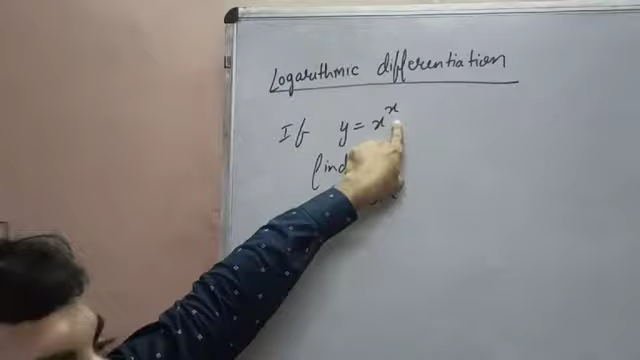 Logarithmic differentiation
If y = x^x
find